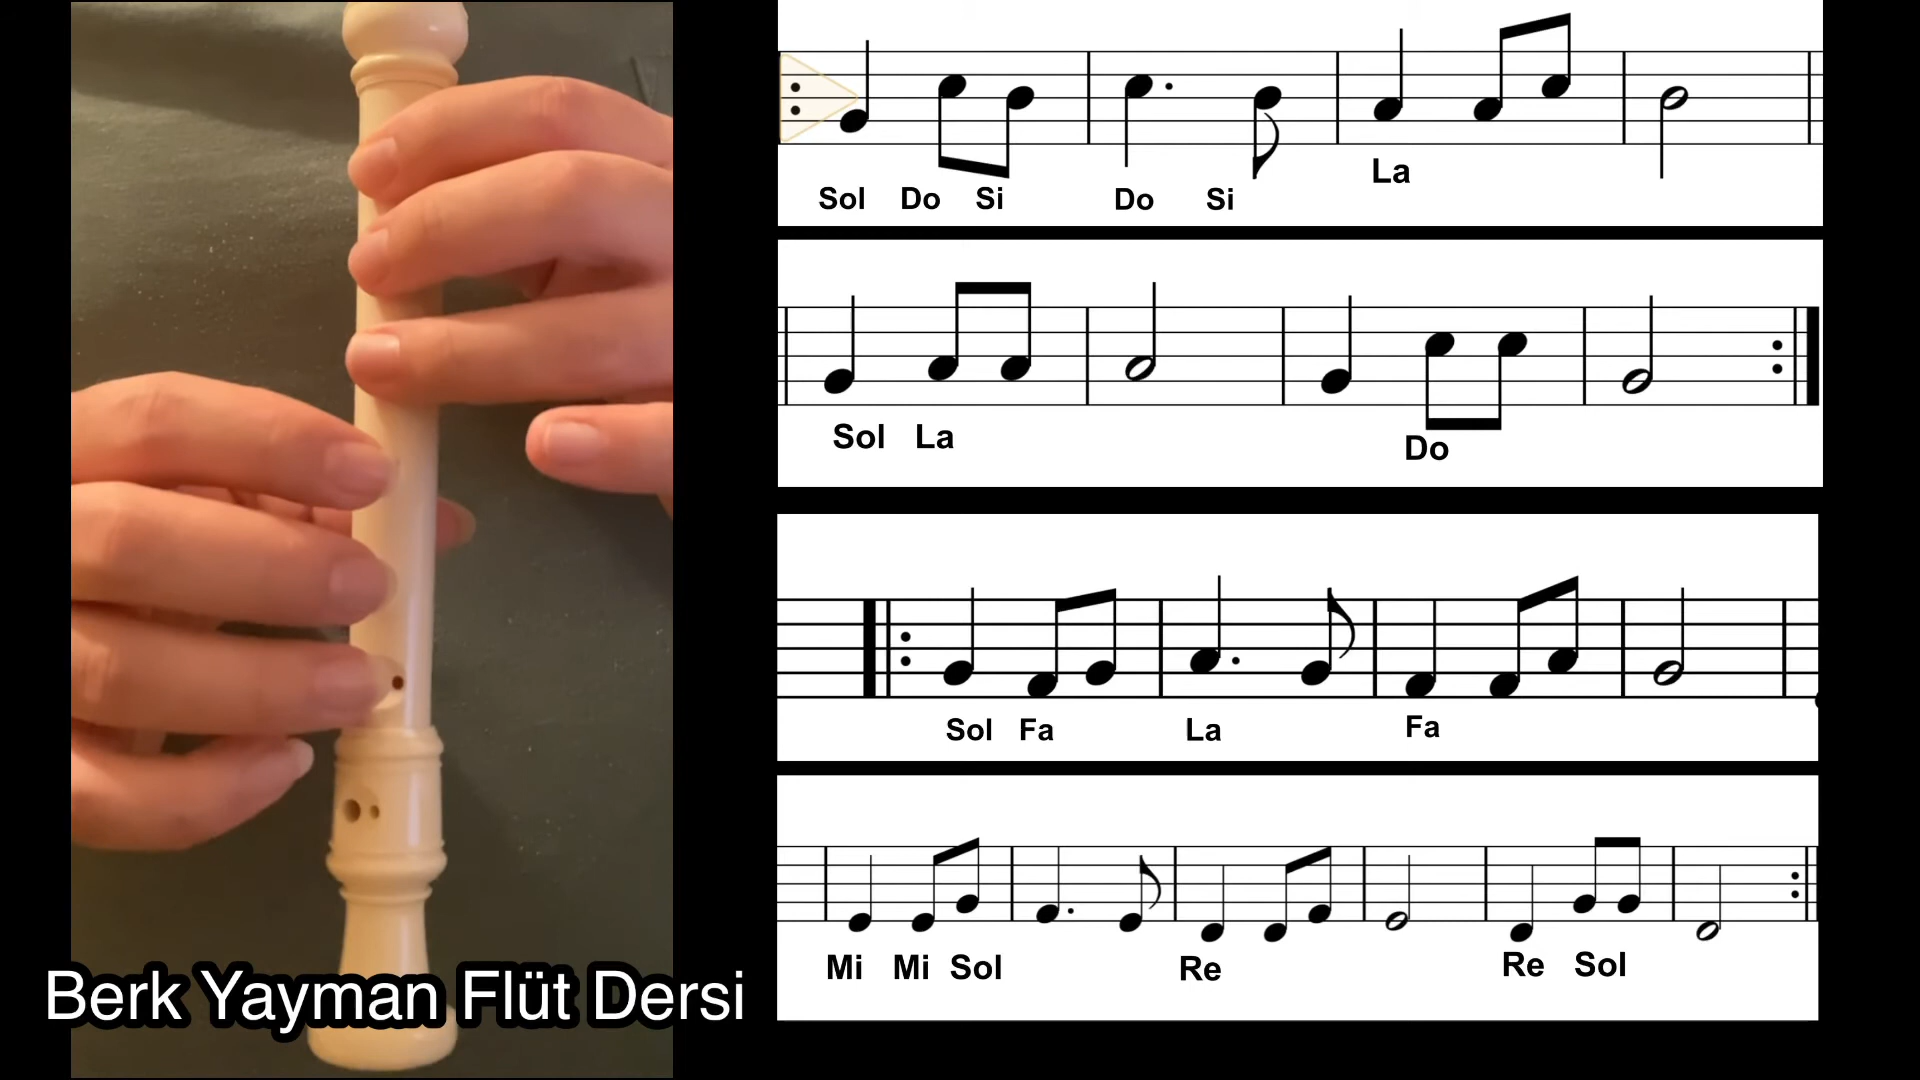 Sol Do Si Do Si La
Sol La Do
Sol Fa La Fa
Mi Mi Sol Re Re Sol
Berk Yayman Flüt Dersi